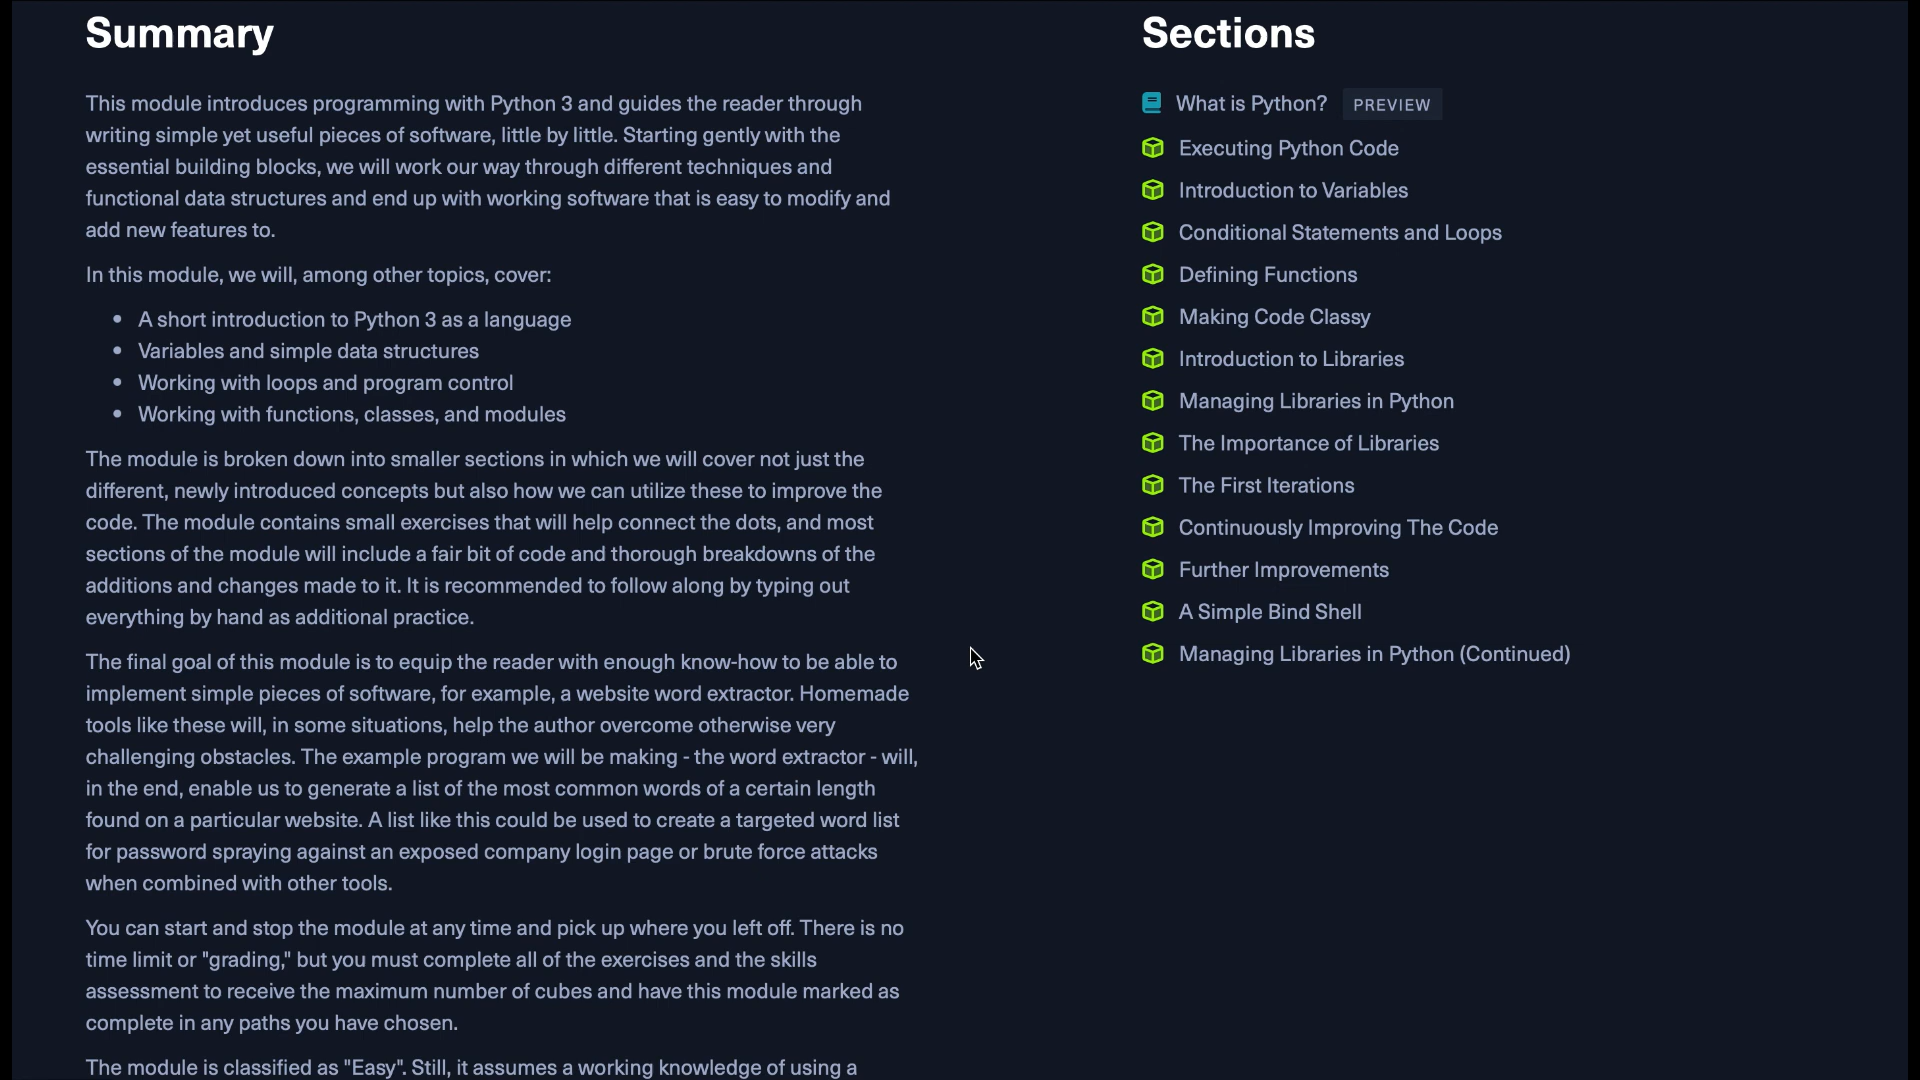 Summary
This module introduces programming with Python 3 and guides the reader through
writing simple yet useful pieces of software, little by little. Starting gently with the
essential building blocks, we will work our way through different techniques and
functional data structures and end up with working software that is easy to modify and
add new features to.
In this module, we will, among other topics, cover:
• A short introduction to Python 3 as a language
• Variables and simple data structures
• Working with loops and program control
• Working with functions, classes, and modules
The module is broken down into smaller sections in which we will cover not just the
different, newly introduced concepts but also how we can utilize these to improve the
code. The module contains small exercises that will help connect the dots, and most
sections of the module will include a fair bit of code and thorough breakdowns of the
additions and changes made to it. It is recommended to follow along by typing out
everything by hand as additional practice.
The final goal of this module is to equip the reader with enough know-how to be able to
implement simple pieces of software, for example, a website word extractor. Homemade
tools like these will, in some situations, help the author overcome otherwise very
challenging obstacles. The example program we will be making - the word extractor - will,
in the end, enable us to generate a list of the most common words of a certain length
found on a particular website. A list like this could be used to create a targeted word list
for password spraying against an exposed company login page or brute force attacks
when combined with other tools.
You can start and stop the module at any time and pick up where you left off. There is no
time limit or "grading," but you must complete all of the exercises and the skills
assessment to receive the maximum number of cubes and have this module marked as
complete in any paths you have chosen.
The module is classified as "Easy". Still, it assumes a working knowledge of using a
Sections
What is Python? PREVIEW
Executing Python Code
Introduction to Variables
Conditional Statements and Loops
Defining Functions
Making Code Classy
Introduction to Libraries
Managing Libraries in Python
The Importance of Libraries
The First Iterations
Continuously Improving The Code
Further Improvements
A Simple Bind Shell
Managing Libraries in Python (Continued)